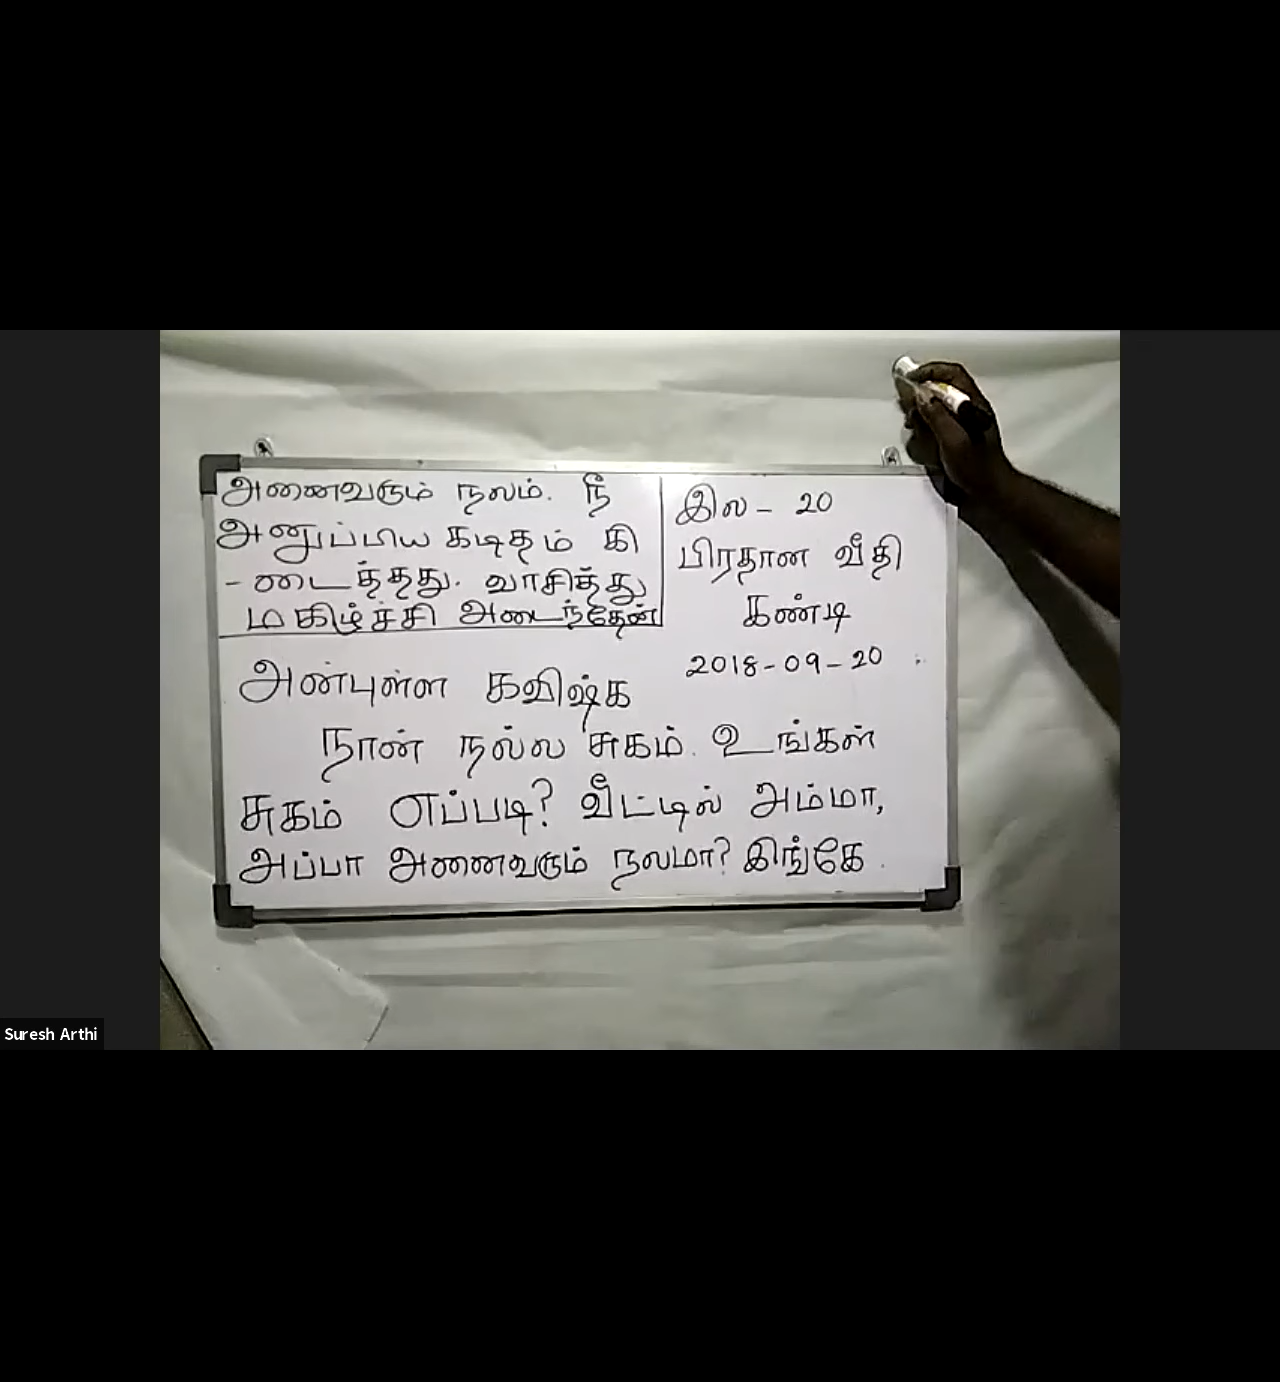 இல - 20
பிரதான வீதி
கண்டி
2018-09-20
அன்புள்ள கவிஷ்க
நான் நல்ல சுகம். உங்கள்
சுகம் எப்படி? வீட்டில் அம்மா,
அப்பா அனைவரும் நலமா? இங்கே
அனைவரும் நலம். நீ
அனுப்பிய கடிதம் கி
- டைத்தது. வாசித்து
மகிழ்ச்சி அடைந்தேன்
Suresh Arthi